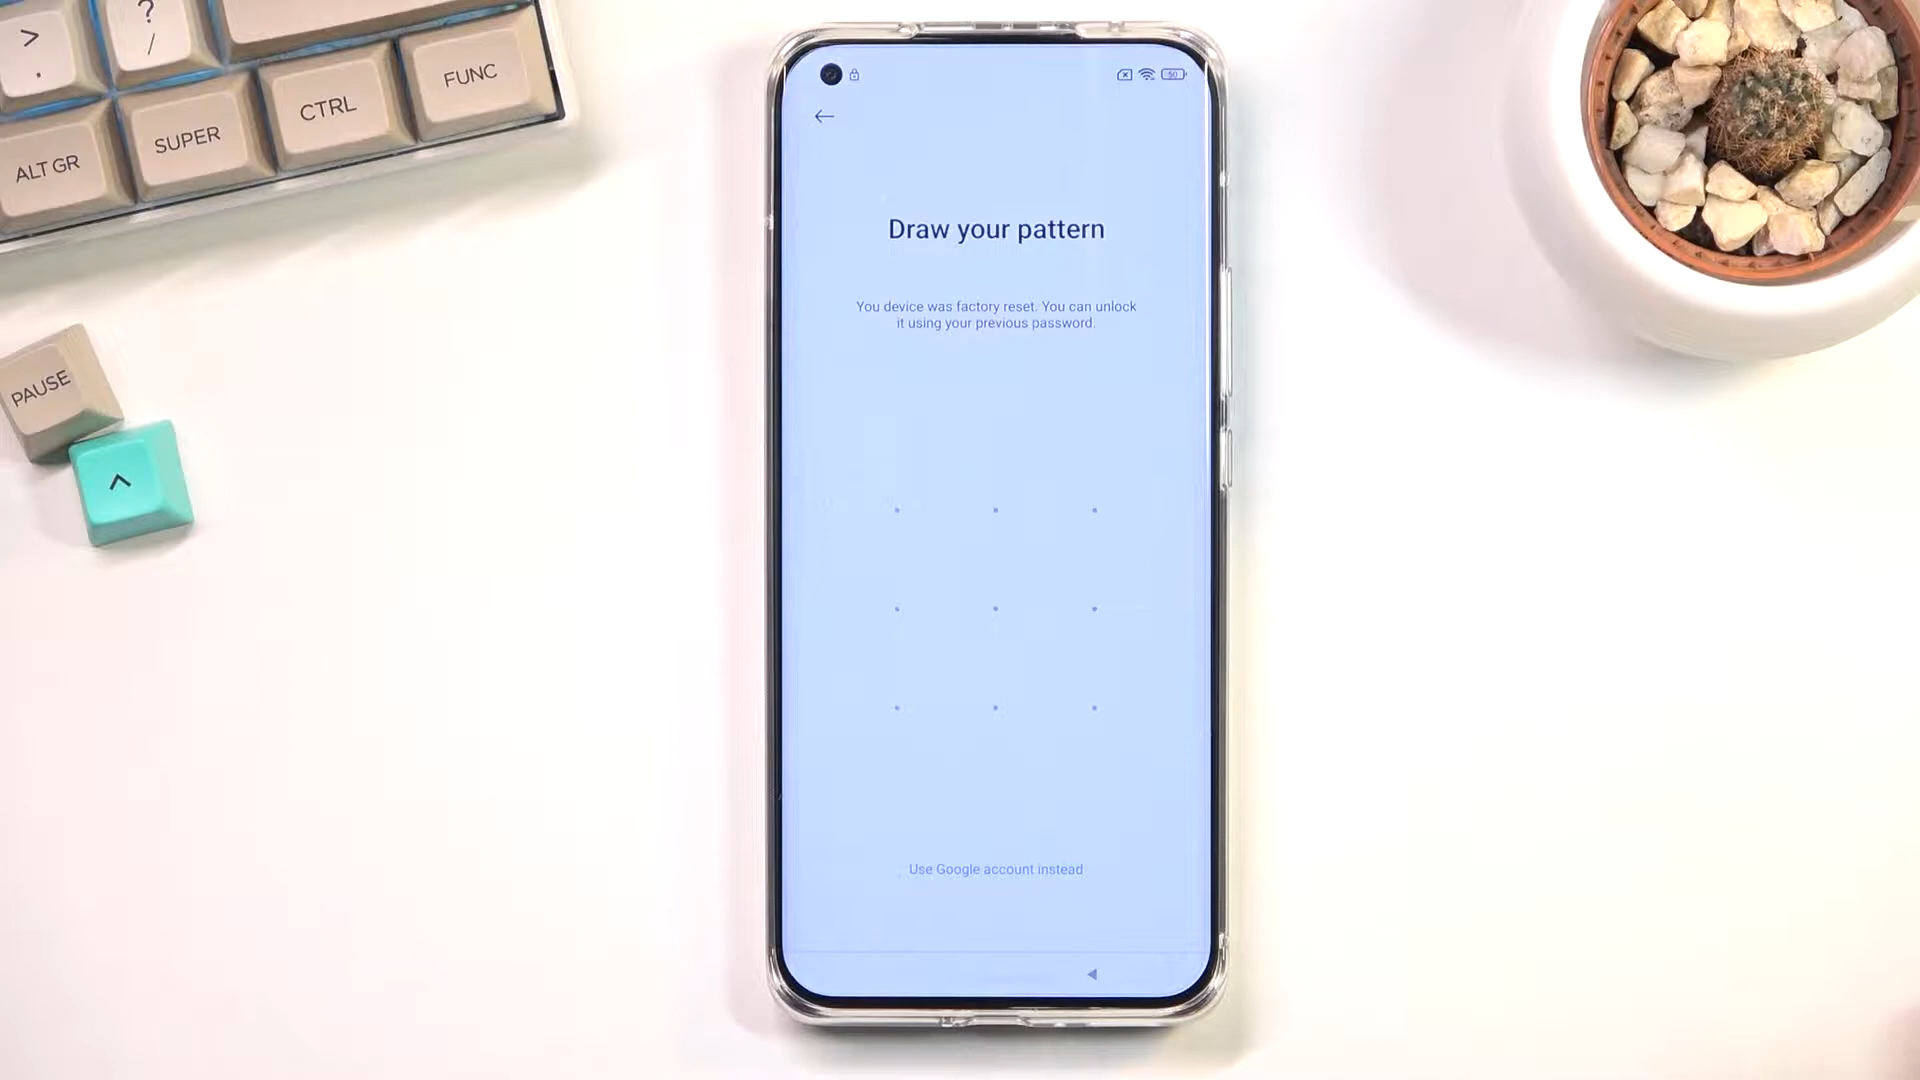 >
.
?
/
FUNC
CTRL
SUPER
ALT GR
PAUSE
^
50
Draw your pattern
You device was factory reset. You can unlock
it using your previous password.
Use Google account instead